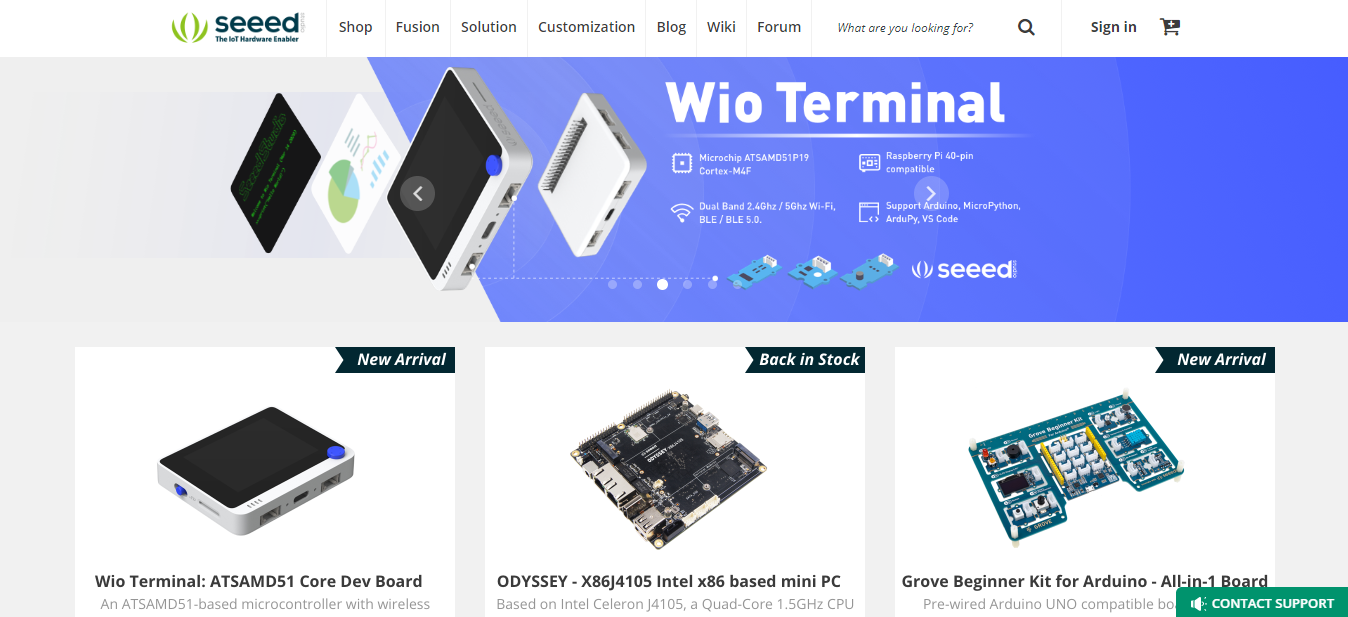 seeed
The IoT Hardware Enabler
Shop
Fusion
Solution
Customization
Blog
Wiki
Forum
What are you looking for?
Sign in
Wio Terminal
Microchip ATSAMD51P19
Cortex-M4F
Raspberry Pi 40-pin
compatible
Dual Band 2.4Ghz / 5Ghz Wi-Fi,
BLE / BLE 5.0.
Support Arduino, MicroPython,
ArduPy, VS Code
seeed
New Arrival
Back in Stock
New Arrival
ODYSSEY
Grove Beginner Kit
GROVE
Wio Terminal: ATSAMD51 Core Dev Board
An ATSAMD51-based microcontroller with wireless
ODYSSEY - X86J4105 Intel x86 based mini PC
Based on Intel Celeron J4105, a Quad-Core 1.5GHz CPU
Grove Beginner Kit for Arduino - All-in-1 Board
Pre-wired Arduino UNO compatible
CONTACT SUPPORT